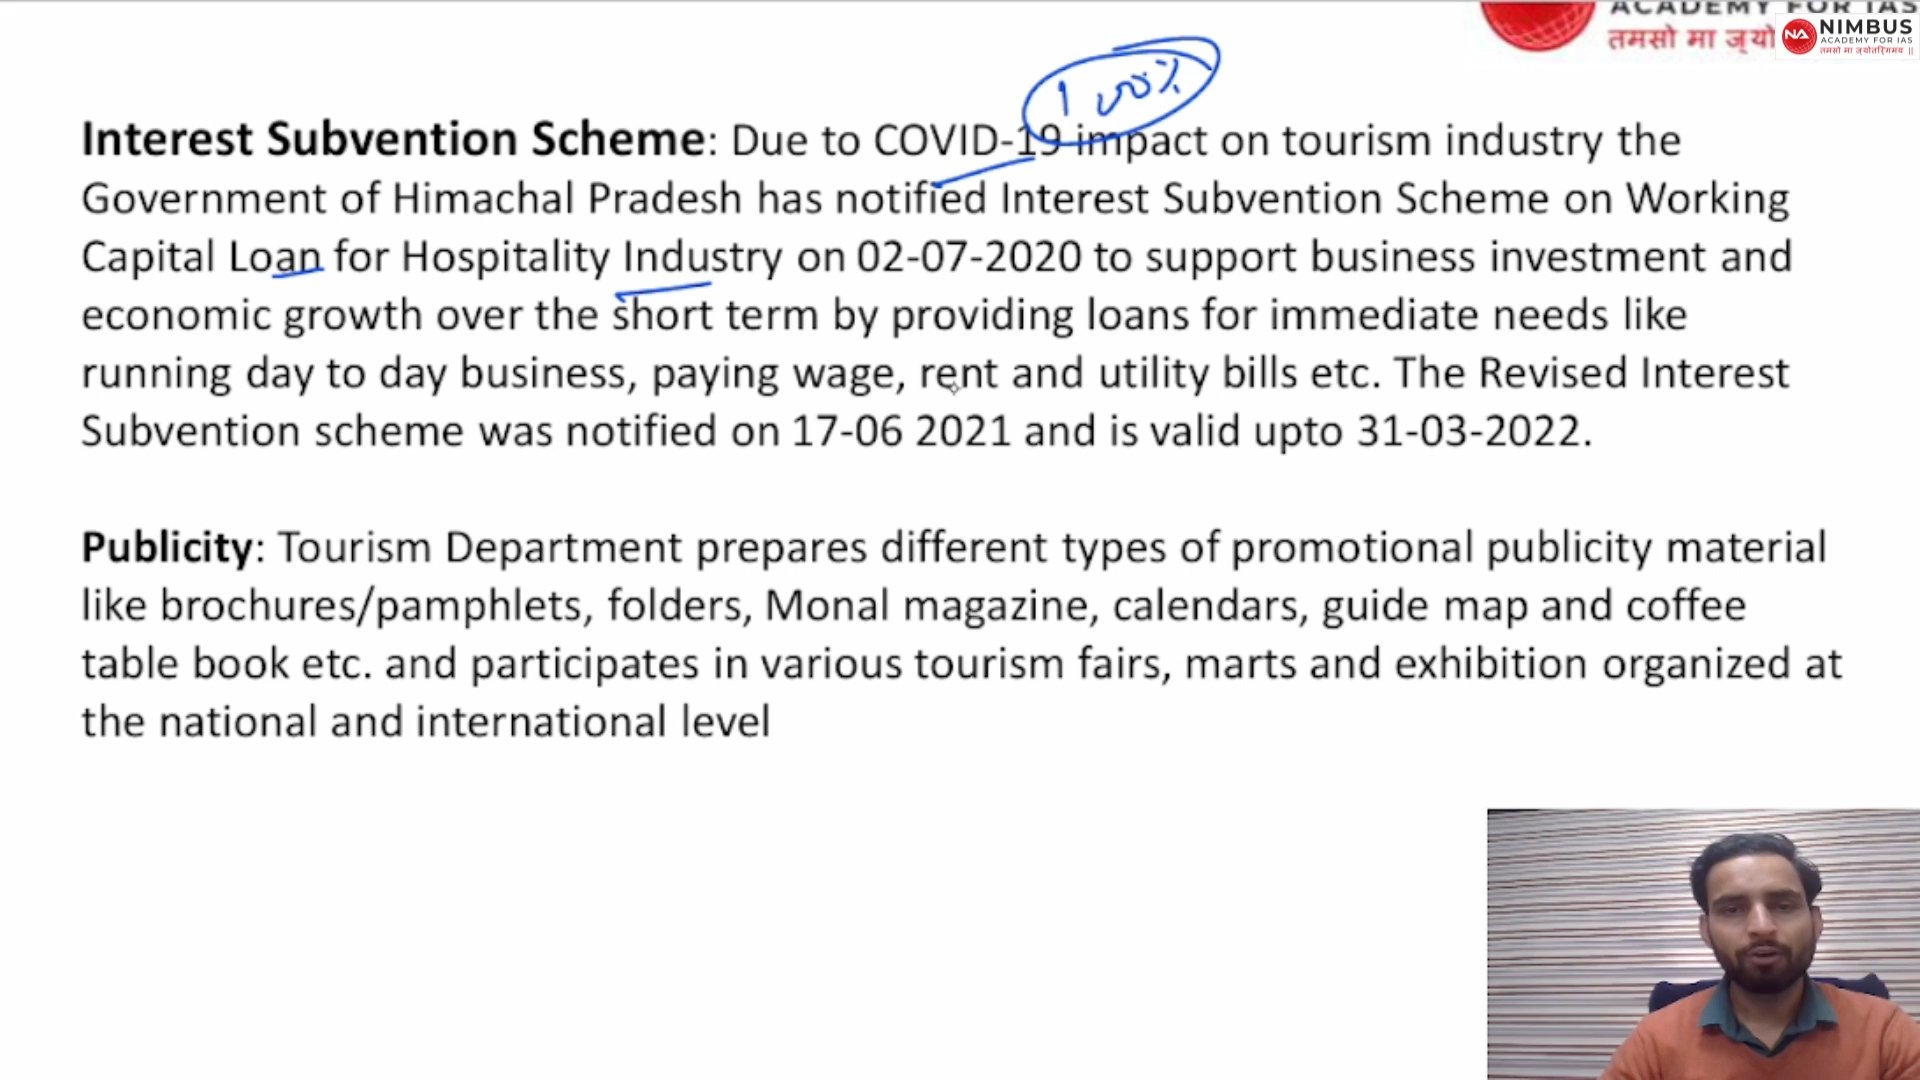 ACADEMY FOR IAS
तमसो मा ज्यो
NA NIMBUS
ACADEMY FOR IAS
तमसो मा ज्योतिर्गमय ||
100%
Interest Subvention Scheme: Due to COVID-19 impact on tourism industry the
Government of Himachal Pradesh has notified Interest Subvention Scheme on Working
Capital Loan for Hospitality Industry on 02-07-2020 to support business investment and
economic growth over the short term by providing loans for immediate needs like
running day to day business, paying wage, rent and utility bills etc. The Revised Interest
Subvention scheme was notified on 17-06 2021 and is valid upto 31-03-2022.
Publicity: Tourism Department prepares different types of promotional publicity material
like brochures/pamphlets, folders, Monal magazine, calendars, guide map and coffee
table book etc. and participates in various tourism fairs, marts and exhibition organized at
the national and international level